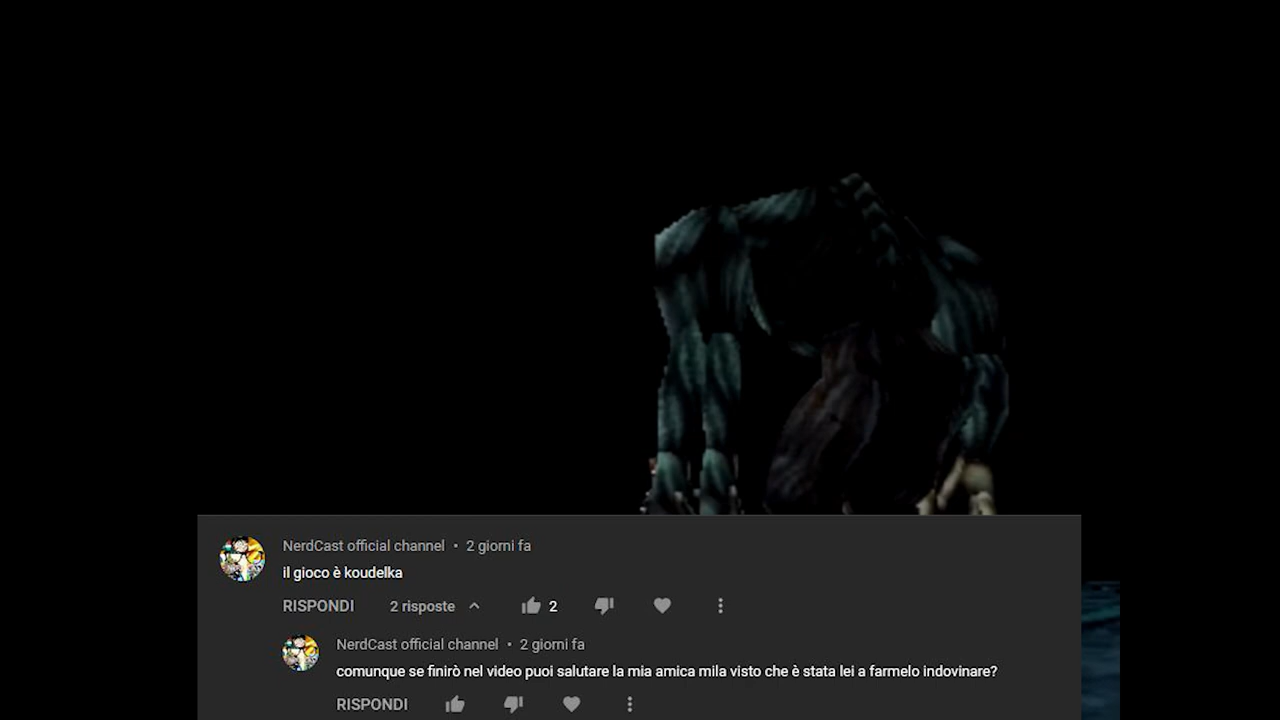 NerdCast official channel • 2 giorni fa
il gioco è koudelka
RISPONDI 2 risposte 2
NerdCast official channel • 2 giorni fa
comunque se finirò nel video puoi salutare la mia amica mila visto che è stata lei a farmelo indovinare?
RISPONDI